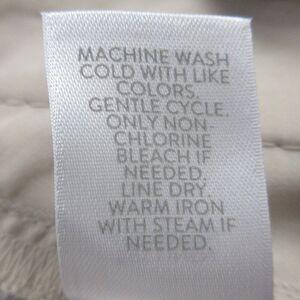 MACHINE WASH
COLD WITH LIKE
COLORS.
GENTLE CYCLE.
ONLY NON-
CHLORINE
BLEACH IF
NEEDED.
LINE DRY.
WARM IRON
WITH STEAM IF
NEEDED.